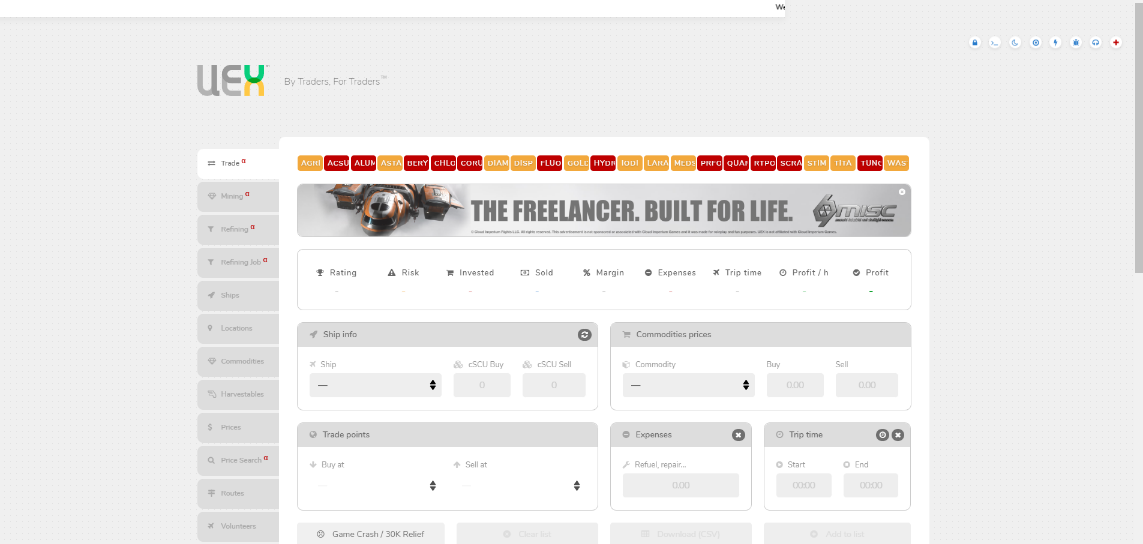 We
UEX
By Traders, For Traders™
Trade α
Mining α
Refining α
Refining Job α
Ships
Locations
Commodities
Harvestables
Prices
Price Search α
Routes
Volunteers
AGRI ACSU ALUM ASTA BERY CHLO CORU DIAM DISP FLUO GOLD HYDR IODI LARA MEDS PRFO QUAR RTPO SCRA STIM TITA TUNG WAS
THE FREELANCER. BUILT FOR LIFE.
MISC
Rating Risk Invested Sold Margin Expenses Trip time Profit / h Profit
- - - - - - - - -
Ship info
Ship cSCU Buy cSCU Sell
— 0 0
Commodities prices
Commodity Buy Sell
— 0.00 0.00
Trade points
Buy at Sell at
Expenses
Refuel, repair...
0.00
Trip time
Start End
00:00 00:00
Game Crash / 30K Relief
Clear list
Download (CSV)
Add to list